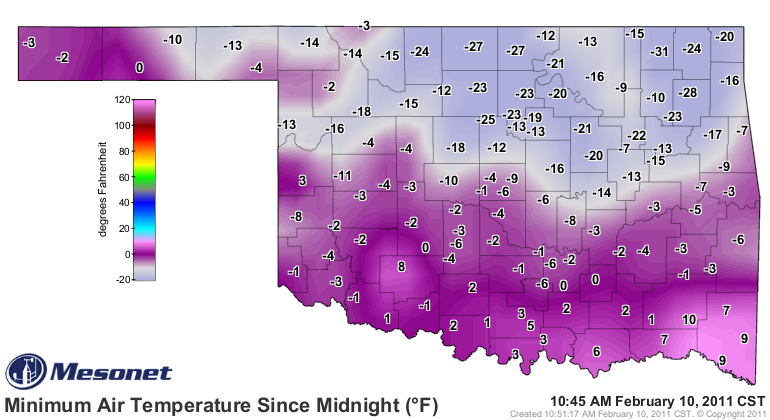 -3
-3 -10 -14 -12 -15 -20
-2 -13 -14 -15 -24 -27 -27 -13 -31 -24
0 -4 -21
-2 -12 -23 -16 -9 -16
-15 -23 -20 -10 -28
120 -18 -25 -23 -19 -23
100 -13 -16 -13 -13 -21 -22 -17 -7
80 -4 -4 -18 -12 -7 -13
60 -20 -15
40 3 -11 -4 -3 -10 -4 -9 -16 -13 -9
20 -3 -1 -6 -6 -14 -7 -3
0 -8 -2 -2 -2 -4 -8 -3 -5
-20 -2 -3 -3 -6
degrees Fahrenheit
-4 0 -6 -2 -1 -2 -2 -4 -3
-1 8 -4 -1 -6 -1 -3
-3 2 -6 0 0
-1 -1 2 2 7
1 2 1 3 5 1 10
3 3 6 7 9
9
Mesonet
Minimum Air Temperature Since Midnight (°F)
10:45 AM February 10, 2011 CST
Created 10:51:17 AM February 10, 2011 CST. © Copyright 2011